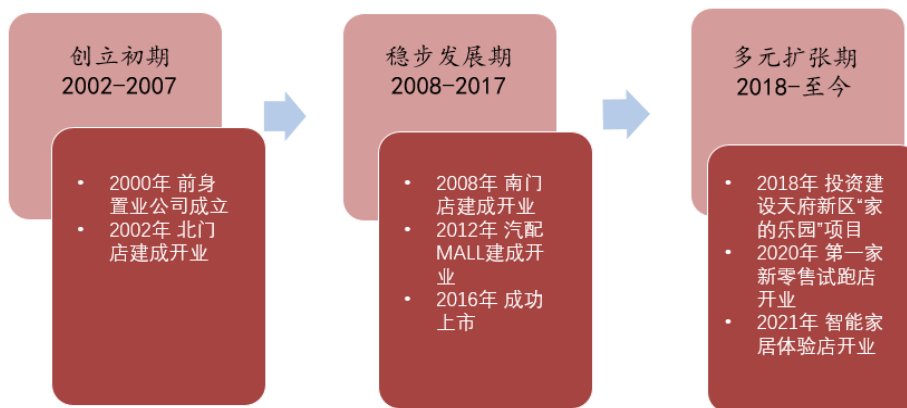 创立初期
2002-2007
• 2000年 前身
置业公司成立
• 2002年 北门
店建成开业
稳步发展期
2008-2017
• 2008年 南门
店建成开业
• 2012年 汽配
MALL建成开
业
• 2016年 成功
上市
多元扩张期
2018-至今
• 2018年 投资建
设天府新区“家
的乐园”项目
• 2020年 第一家
新零售试跑店
开业
• 2021年 智能家
居体验店开业